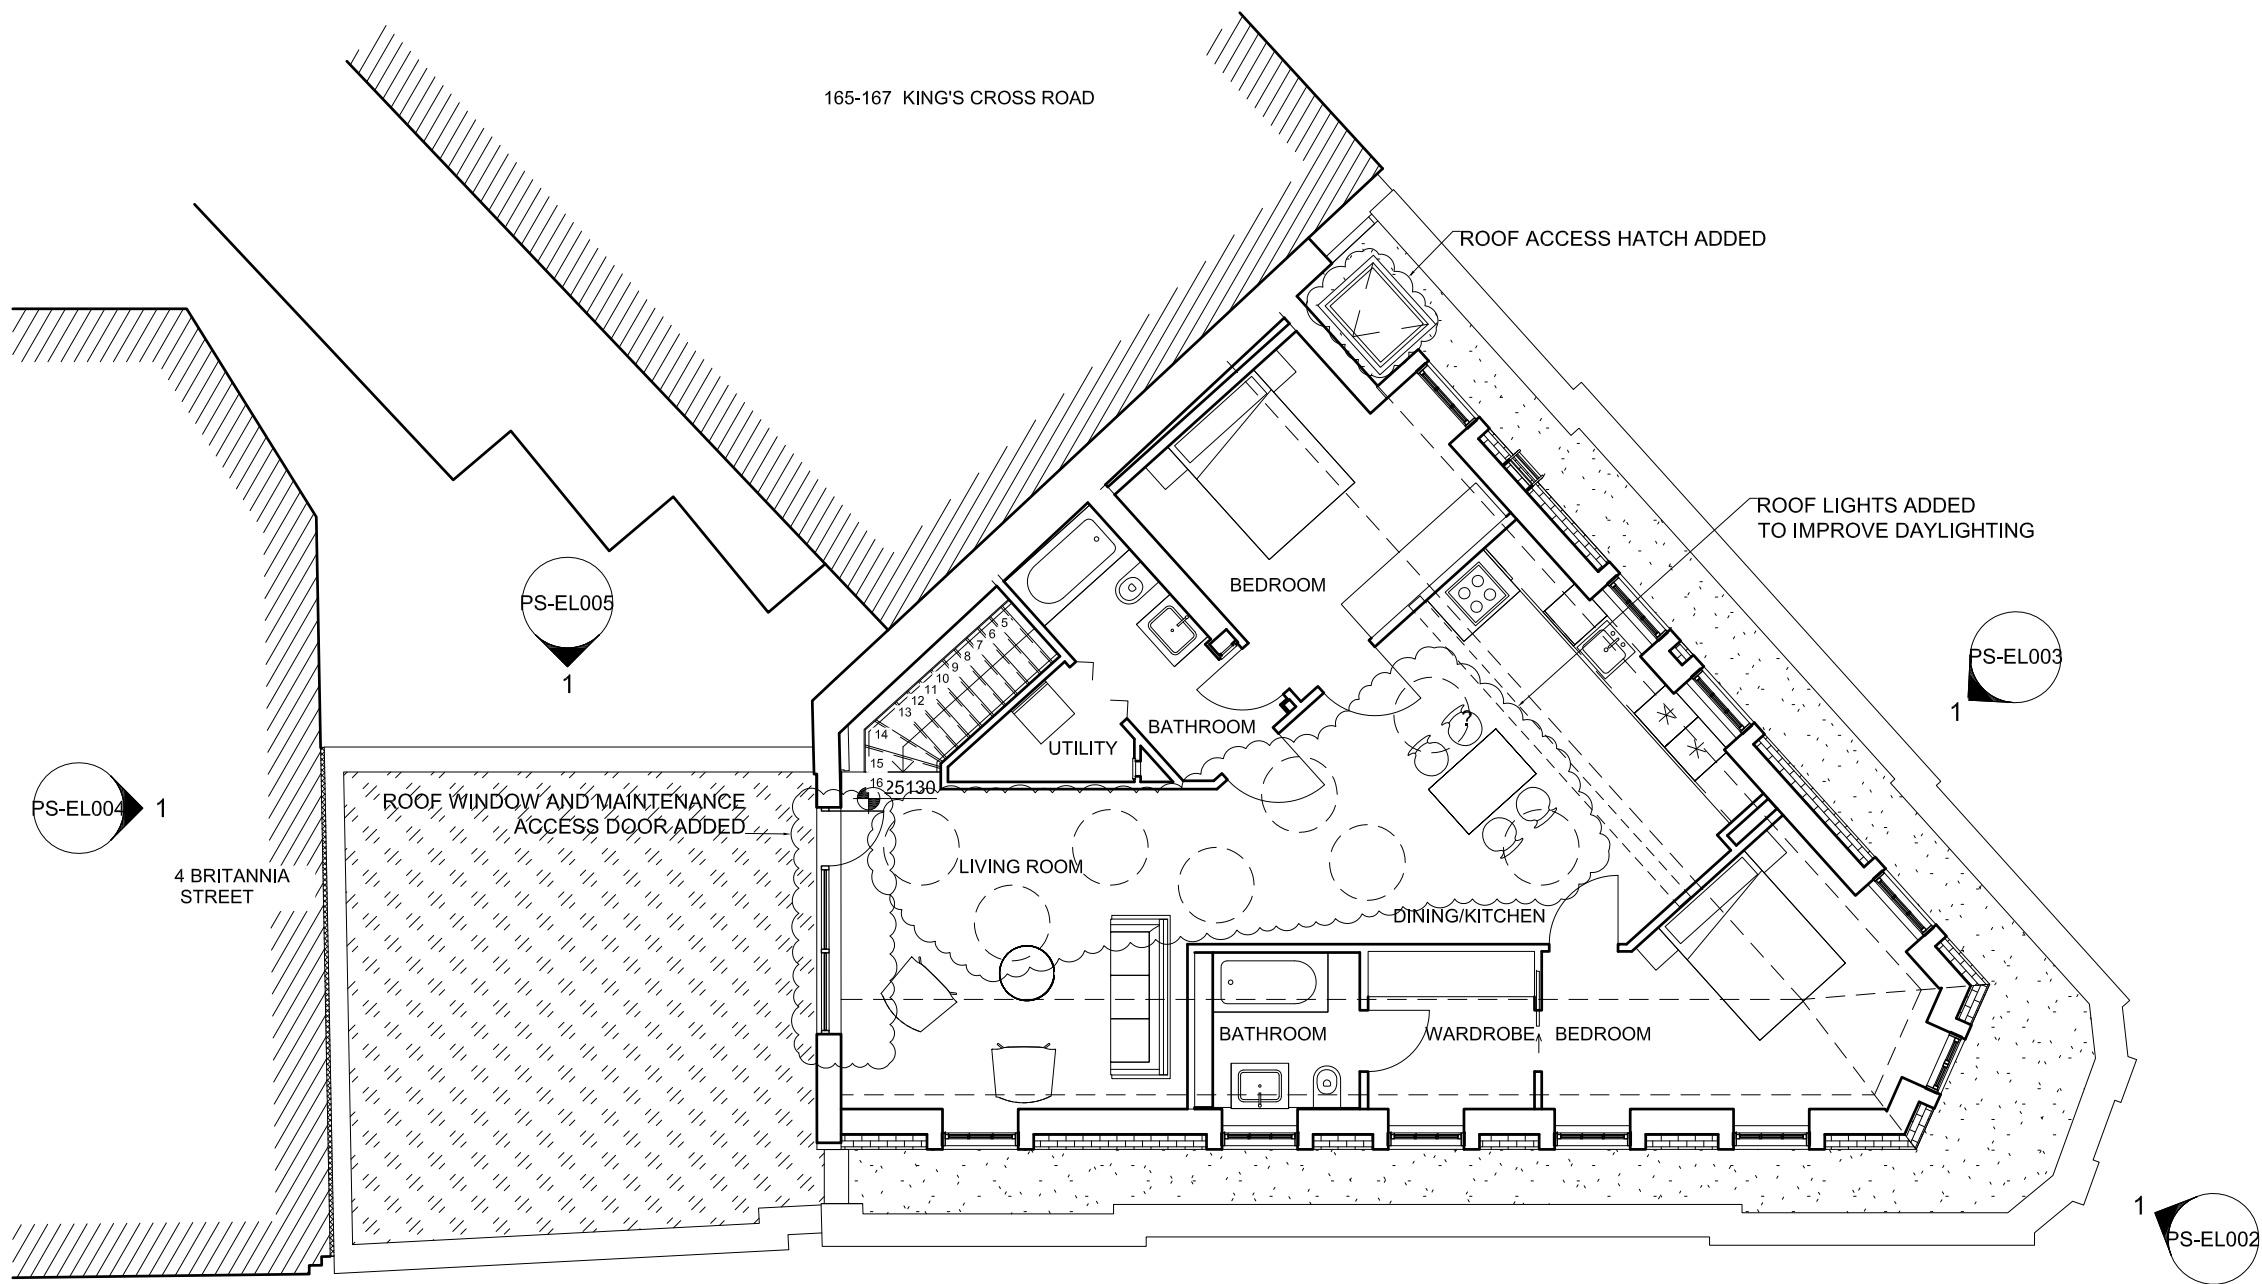 165-167 KING'S CROSS ROAD
ROOF ACCESS HATCH ADDED
ROOF LIGHTS ADDED
TO IMPROVE DAYLIGHTING
PS-EL005
1
BEDROOM
5
6
7
8
9
10
11
12
13
14
15
16
25130
PS-EL003
1
BATHROOM
UTILITY
?
PS-EL004
1
ROOF WINDOW AND MAINTENANCE
ACCESS DOOR ADDED
4 BRITANNIA
STREET
LIVING ROOM
DINING/KITCHEN
BATHROOM
WARDROBE
BEDROOM
1
PS-EL002